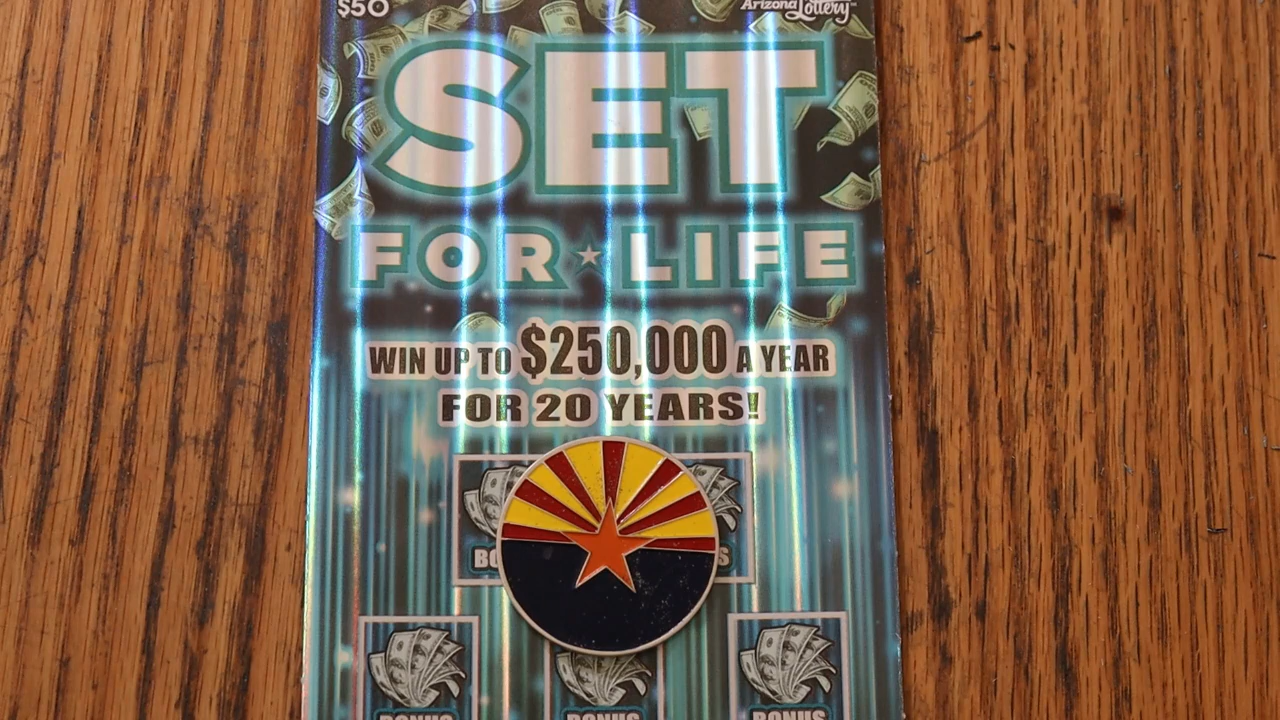 $50
Arizona Lottery
SET
FOR LIFE
WIN UP TO $250,000 A YEAR
FOR 20 YEARS!
BONUS BONUS BONUS